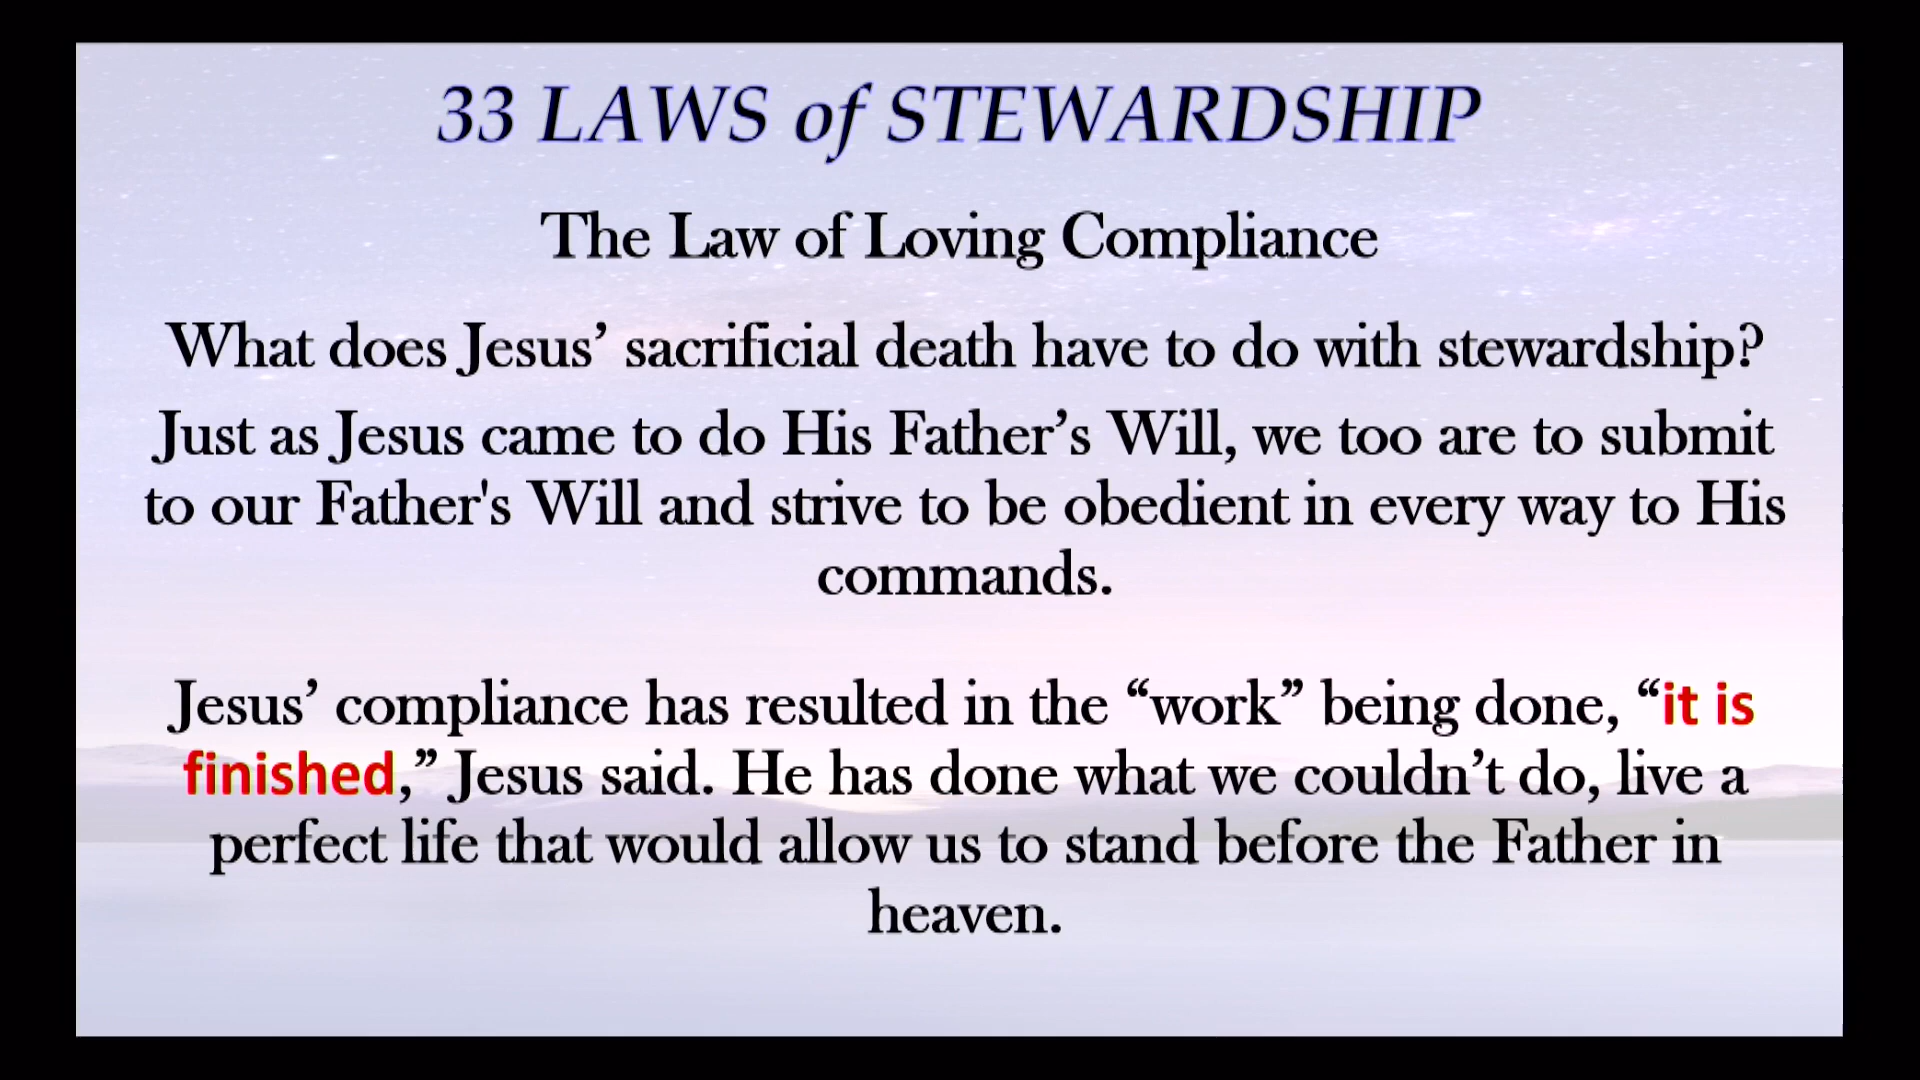 33 LAWS of STEWARDSHIP
The Law of Loving Compliance
What does Jesus’ sacrificial death have to do with stewardship?
Just as Jesus came to do His Father’s Will, we too are to submit
to our Father's Will and strive to be obedient in every way to His
commands.
Jesus’ compliance has resulted in the “work” being done, “it is
finished,” Jesus said. He has done what we couldn’t do, live a
perfect life that would allow us to stand before the Father in
heaven.